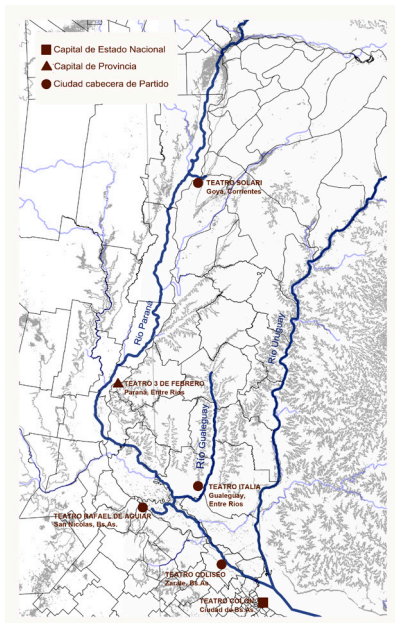 Capital de Estado Nacional
Capital de Provincia
Ciudad cabecera de Partido
TEATRO SOLARI
Goya, Corrientes
Río Paraná
Río Uruguay
TEATRO 3 DE FEBRERO
Paraná, Entre Ríos
Río Gualeguay
TEATRO ITALIA
Gualeguay,
Entre Ríos
TEATRO RAFAEL DE AGUIAR
San Nicolás, Bs.As.
TEATRO COLISEO
Zárate, Bs.As.
TEATRO COLÓN
Ciudad de Bs.As.